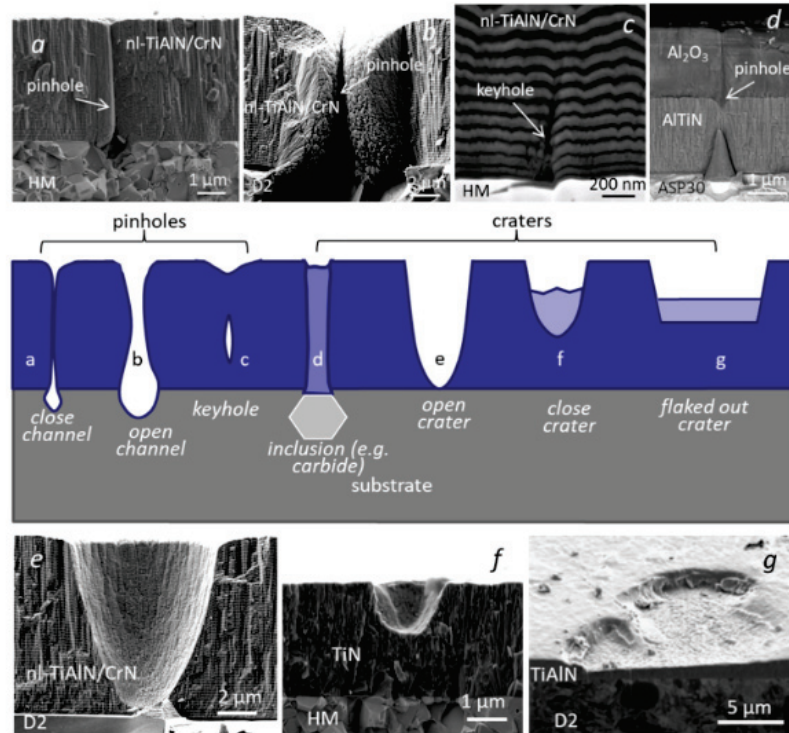 a
nl-TiAlN/CrN
pinhole
HM
1 µm
b
pinhole
nl-TiAlN/CrN
D2
2 µm
nl-TiAlN/CrN
c
keyhole
HM
200 nm
d
Al2O3
pinhole
AlTiN
ASP30
1 µm
pinholes
craters
a
b
c
d
e
f
g
close
channel
open
channel
keyhole
inclusion (e.g.
carbide)
open
crater
close
crater
flaked out
crater
substrate
e
nl-TiAlN/CrN
2 µm
D2
f
TiN
1 µm
HM
g
TiAlN
D2
5 µm